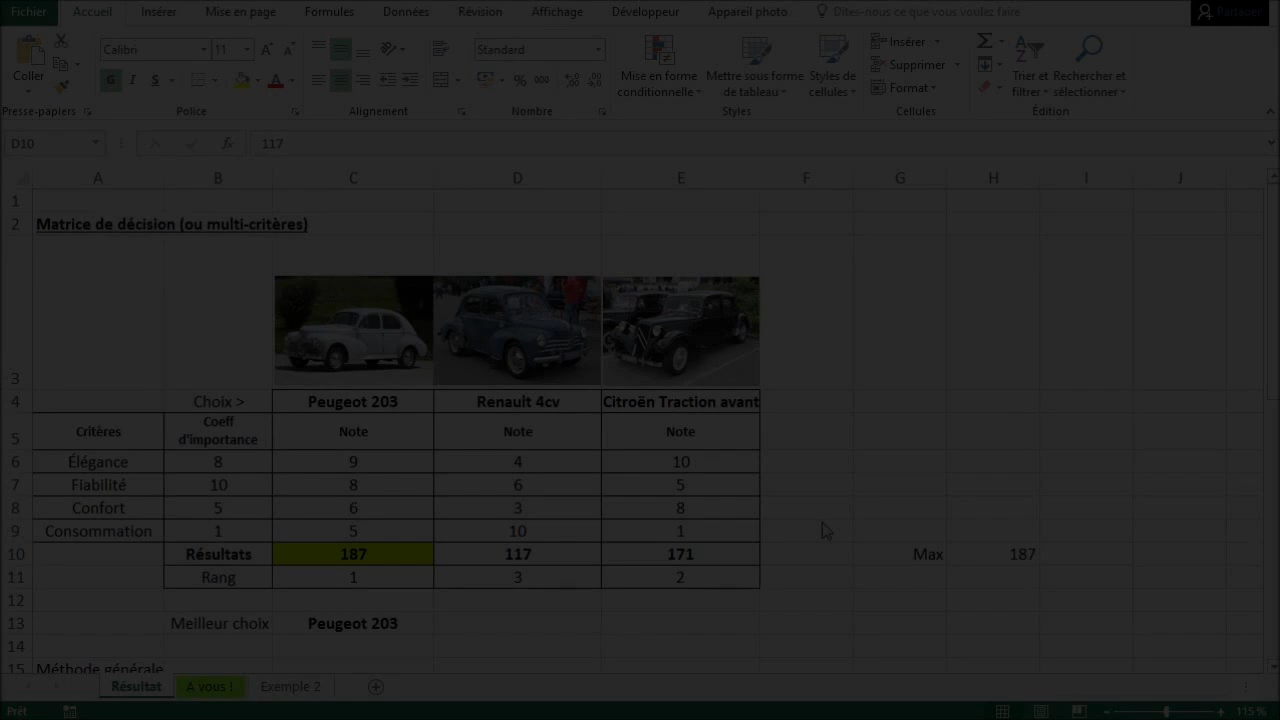 Fichier Accueil Insérer Mise en page Formules Données Révision Affichage Développeur Appareil photo Dites-nous ce que vous voulez faire Partager
Calibri 11 Standard Insérer
Coller Mise en forme Mettre sous forme Styles de Supprimer Trier et Rechercher et
G I S % 000 conditionnelle de tableau cellules Format filtrer sélectionner
Presse-papiers Police Alignement Nombre Styles Cellules Édition
D10 fx 117
A B C D E F G H I J
1
2 Matrice de décision (ou multi-critères)
3
4 Choix > Peugeot 203 Renault 4cv Citroën Traction avant
5 Critères Coeff d'importance Note Note Note
6 Élégance 8 9 4 10
7 Fiabilité 10 8 6 5
8 Confort 5 6 3 8
9 Consommation 1 5 10 1
10 Résultats 187 117 171 Max 187
11 Rang 1 3 2
12
13 Meilleur choix Peugeot 203
14
15 Méthode générale
Résultat A vous ! Exemple 2
Prêt 115 %